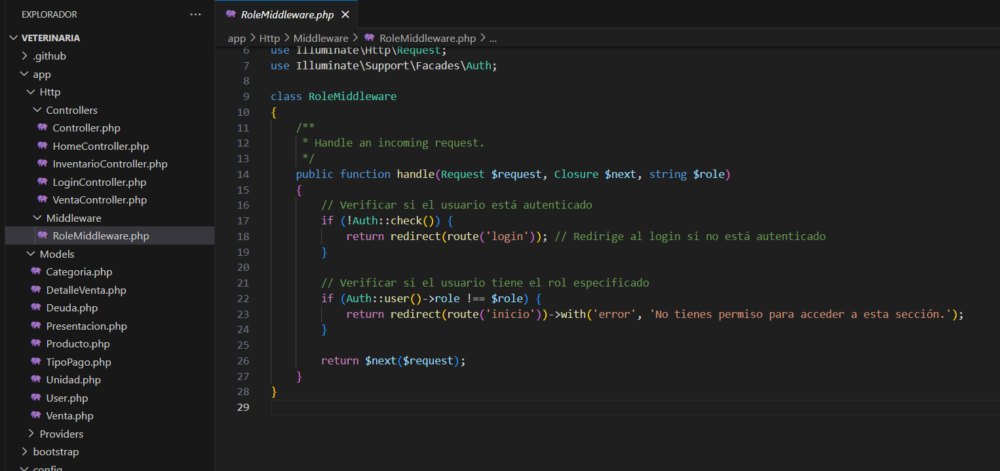 EXPLORADOR ...
VETERINARIA
.github
app
Http
Controllers
Controller.php
HomeController.php
InventarioController.php
LoginController.php
VentaController.php
Middleware
RoleMiddleware.php
Models
Categoria.php
DetalleVenta.php
Deuda.php
Presentacion.php
Producto.php
TipoPago.php
Unidad.php
User.php
Venta.php
Providers
bootstrap
config
RoleMiddleware.php
app > Http > Middleware > RoleMiddleware.php > ...
6 use Illuminate\Http\Request;
7 use Illuminate\Support\Facades\Auth;
8
9 class RoleMiddleware
10 {
11 /**
12 * Handle an incoming request.
13 */
14 public function handle(Request $request, Closure $next, string $role)
15 {
16 // Verificar si el usuario está autenticado
17 if (!Auth::check()) {
18 return redirect(route('login')); // Redirige al login si no está autenticado
19 }
20
21 // Verificar si el usuario tiene el rol especificado
22 if (Auth::user()->role !== $role) {
23 return redirect(route('inicio'))->with('error', 'No tienes permiso para acceder a esta sección.');
24 }
25
26 return $next($request);
27 }
28 }
29